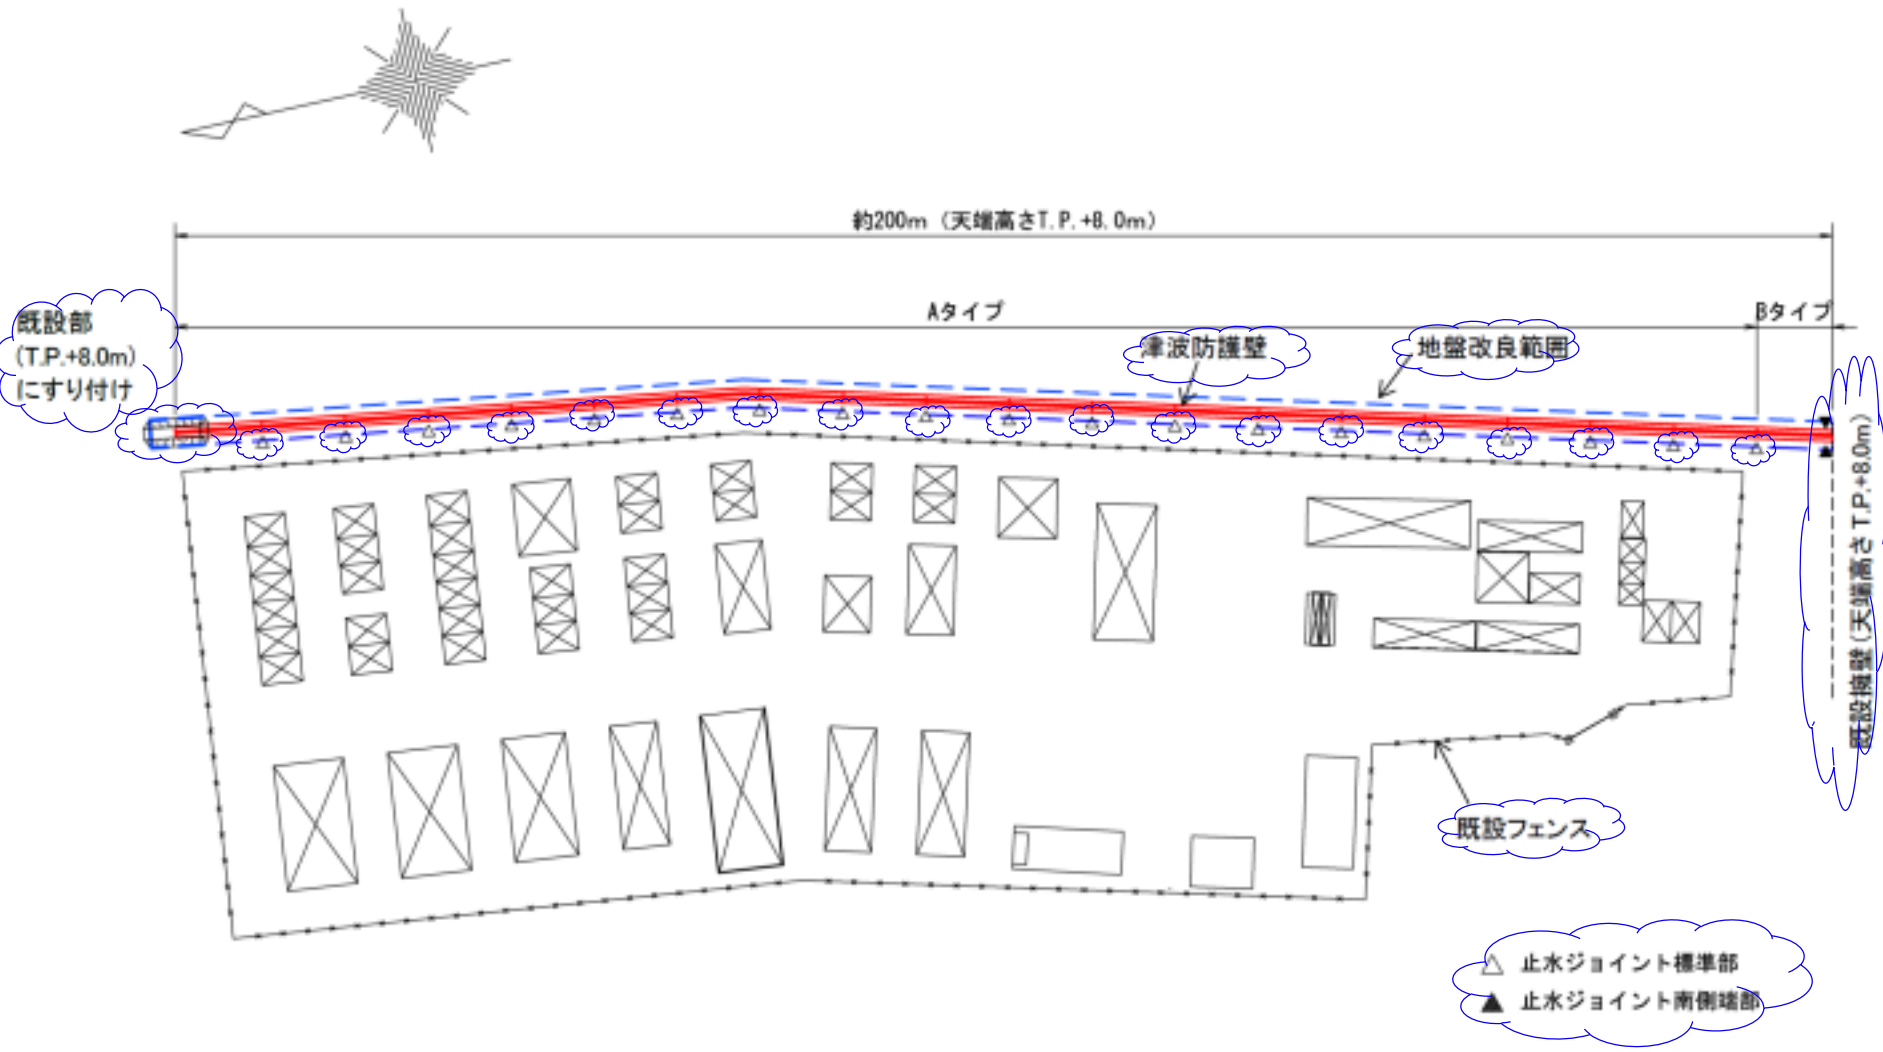 約200m（天端高さT.P.+8.0m）
Aタイプ
Bタイプ
既設部
(T.P.+8.0m)
にすり付け
津波防護壁
地盤改良範囲
既設擁壁(天端高さ T.P.+8.0m)
既設フェンス
△ 止水ジョイント標準部
▲ 止水ジョイント南側端部